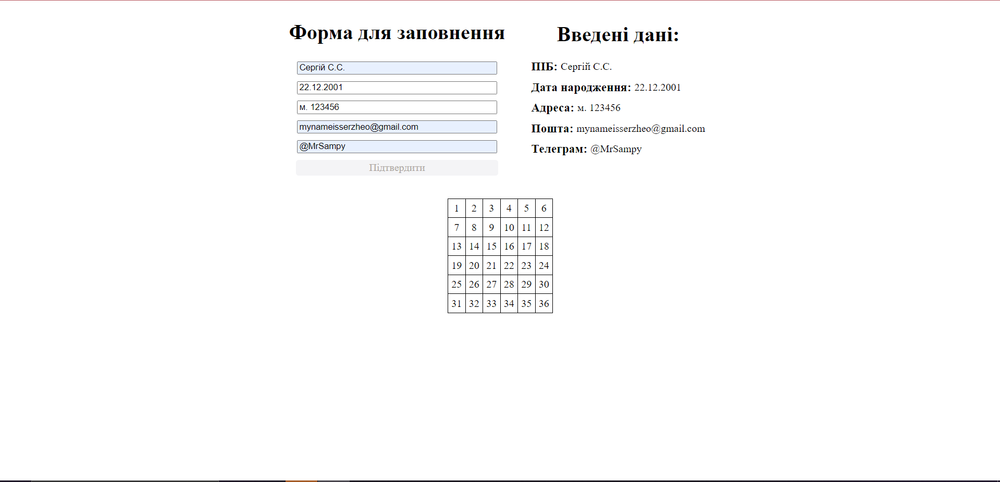 Форма для заповнення
Сергій С.С.
22.12.2001
м. 123456
mynameisserzheo@gmail.com
@MrSampy
Підтвердити
Введені дані:
ПІБ: Сергій С.С.
Дата народження: 22.12.2001
Адреса: м. 123456
Пошта: mynameisserzheo@gmail.com
Телеграм: @MrSampy
1 2 3 4 5 6
7 8 9 10 11 12
13 14 15 16 17 18
19 20 21 22 23 24
25 26 27 28 29 30
31 32 33 34 35 36